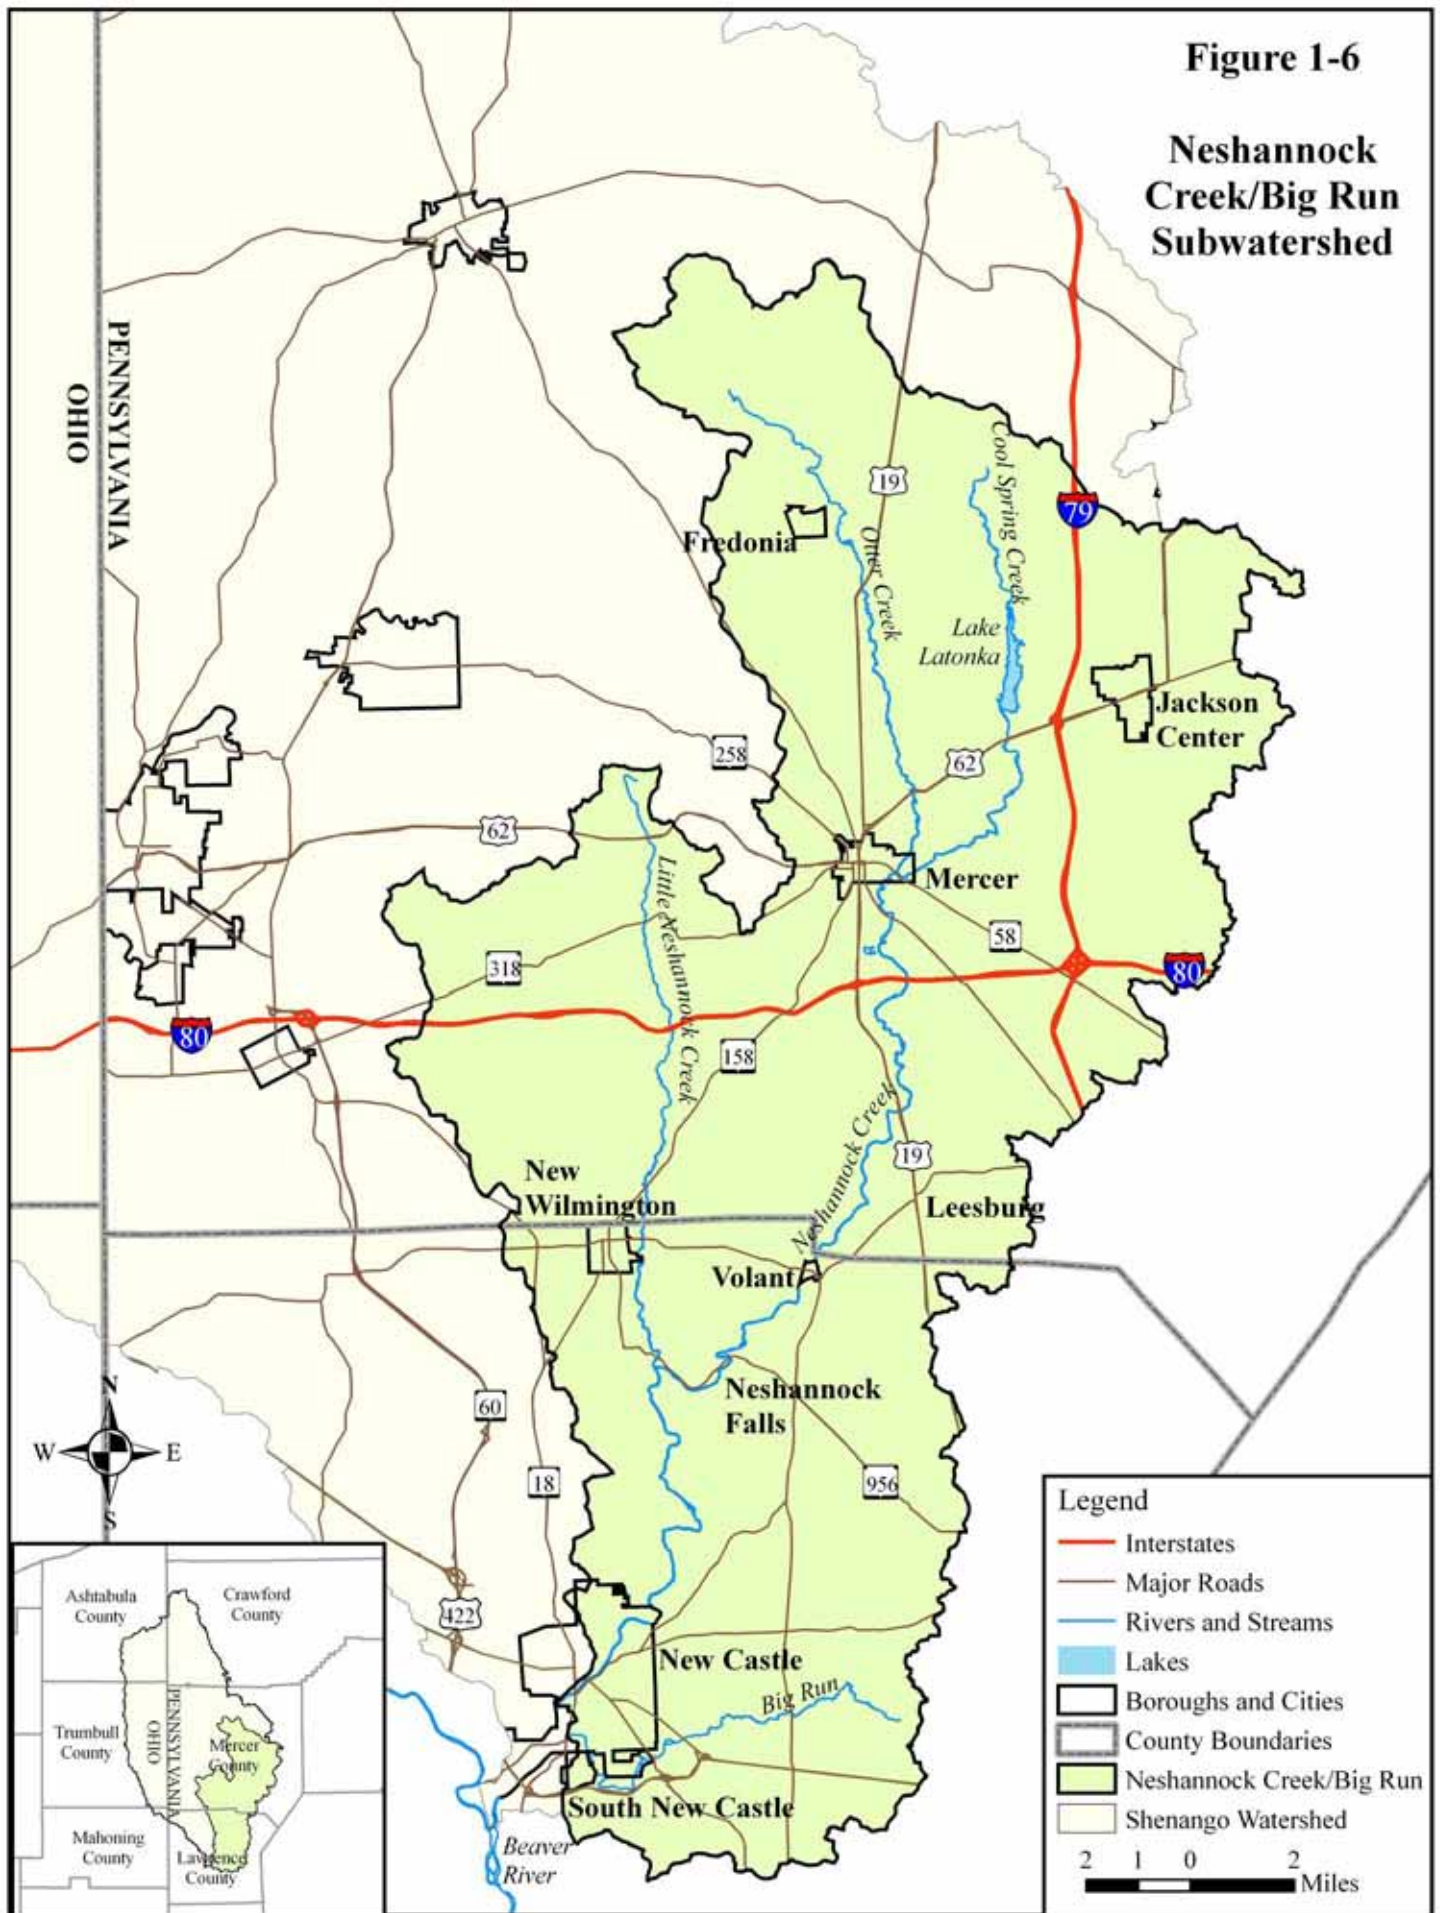 Figure 1-6
Neshannock
Creek/Big Run
Subwatershed
PENNSYLVANIA
OHIO
19
Cool Spring Creek
79
Fredonia
Otter Creek
Lake
Latonka
Jackson
Center
258
62
62
Mercer
Little Neshannock Creek
58
318
80
80
158
Neshannock Creek
19
New
Wilmington
Leesburg
Volant
Neshannock
Falls
60
N
W
E
S
18
956
422
New Castle
Big Run
South New Castle
Beaver
River
Ashtabula
County
Crawford
County
PENNSYLVANIA
OHIO
Trumbull
County
Mercer
County
Mahoning
County
Lawrence
County
Legend
Interstates
Major Roads
Rivers and Streams
Lakes
Boroughs and Cities
County Boundaries
Neshannock Creek/Big Run
Shenango Watershed
2 1 0 2
Miles